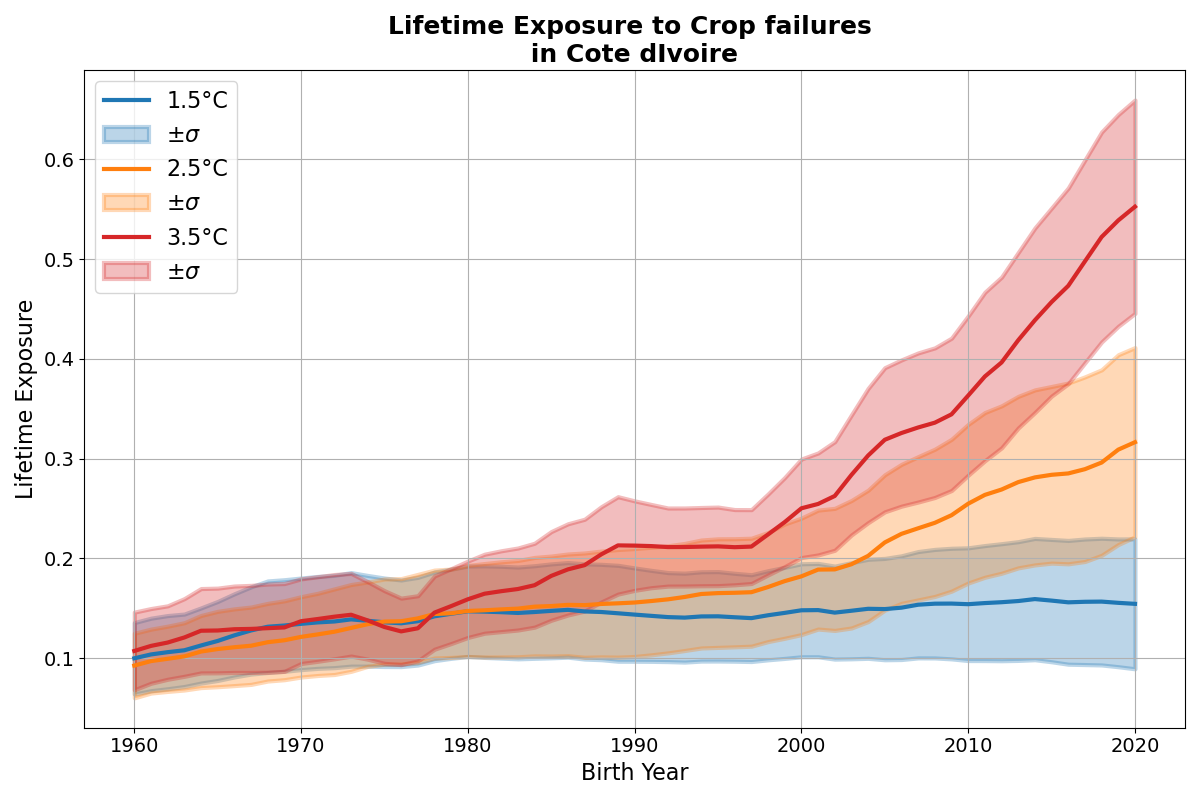 Lifetime Exposure to Crop failures
in Cote dIvoire
1.5°C
±σ
2.5°C
±σ
3.5°C
±σ
Lifetime Exposure
0.6
0.5
0.4
0.3
0.2
0.1
1960 1970 1980 1990 2000 2010 2020
Birth Year